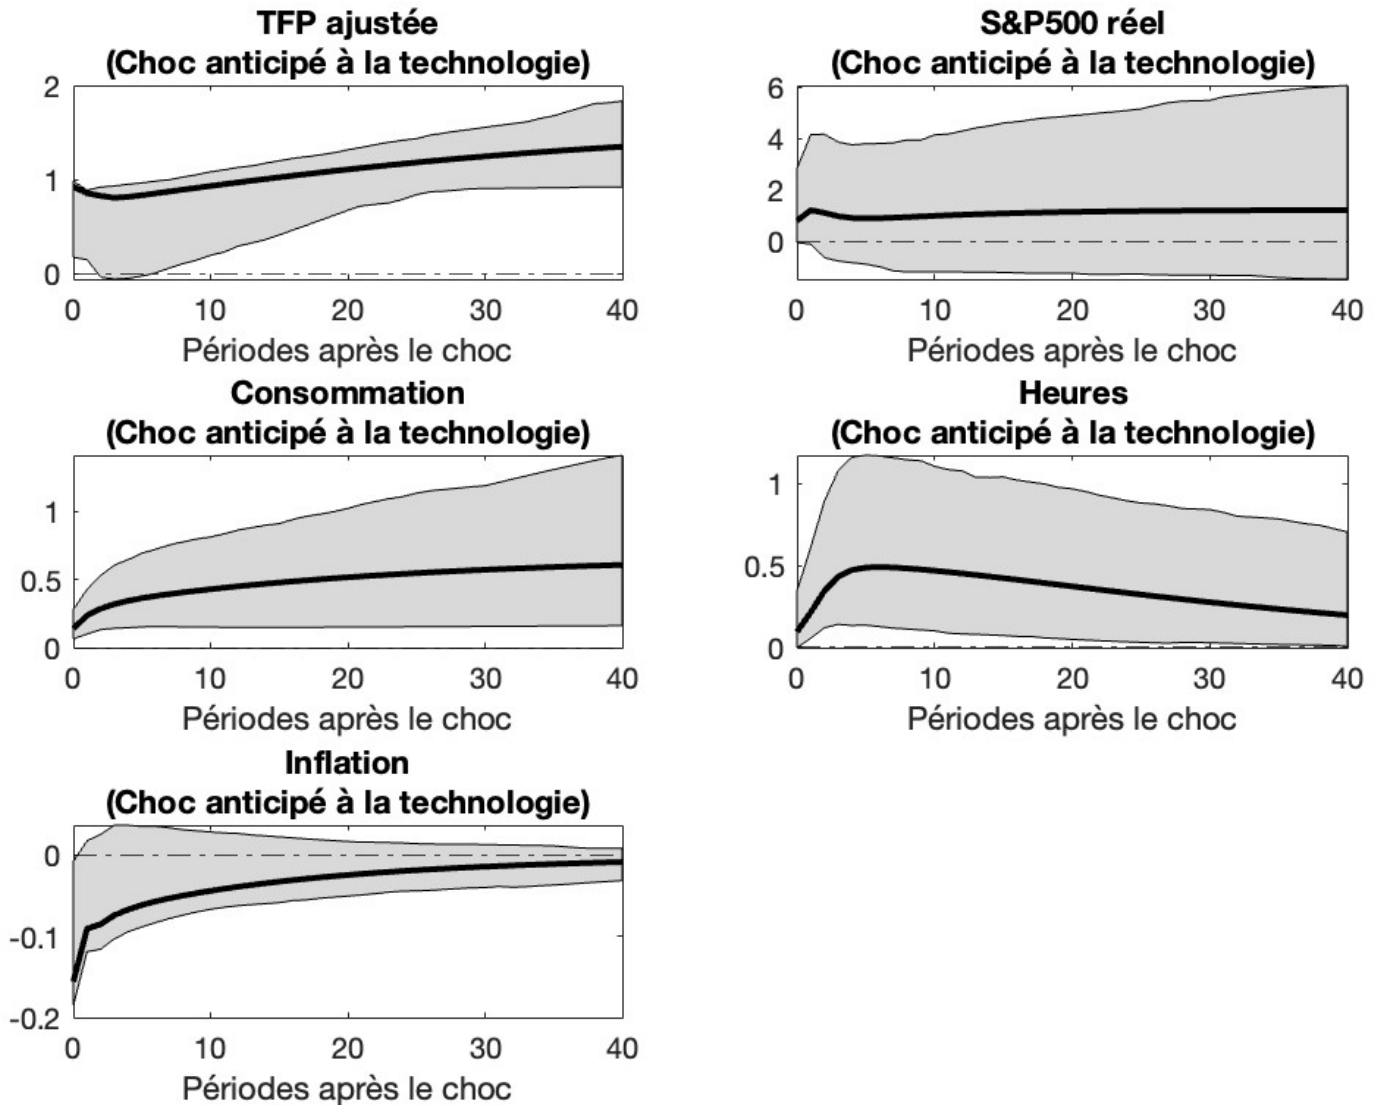 TFP ajustée
(Choc anticipé à la technologie)
2
1
0
0 10 20 30 40
Périodes après le choc
S&P500 réel
(Choc anticipé à la technologie)
6
4
2
0
0 10 20 30 40
Périodes après le choc
Consommation
(Choc anticipé à la technologie)
1
0.5
0
0 10 20 30 40
Périodes après le choc
Heures
(Choc anticipé à la technologie)
1
0.5
0
0 10 20 30 40
Périodes après le choc
Inflation
(Choc anticipé à la technologie)
0
-0.1
-0.2
0 10 20 30 40
Périodes après le choc